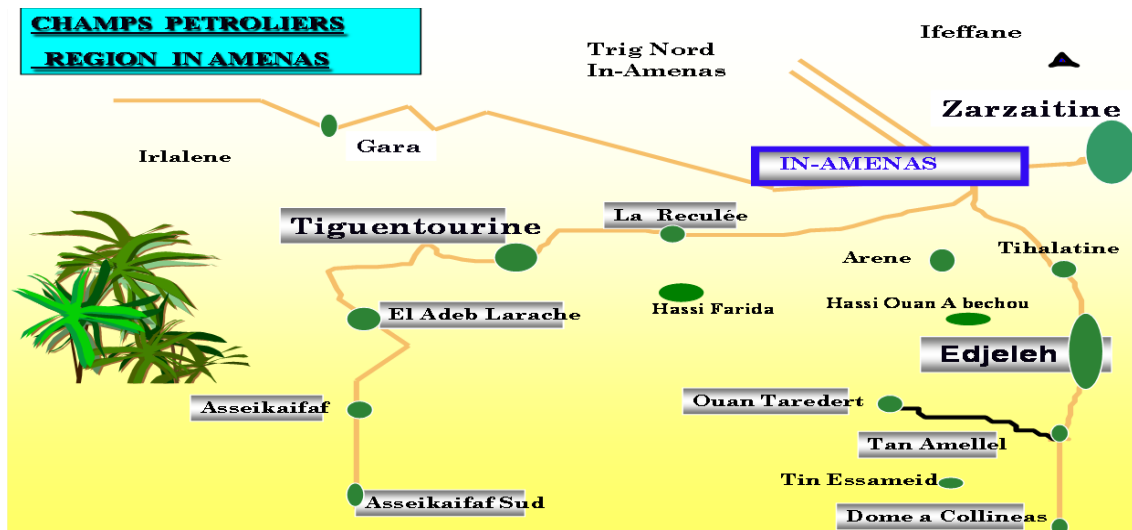 CHAMPS PETROLIERS
REGION IN AMENAS
Ifeffane
Trig Nord
In-Amenas
Zarzaitine
Gara
Irlalene
IN-AMENAS
La Reculée
Tiguentourine
Tihalatine
Arene
Hassi Farida
Hassi Ouan A bechou
El Adeb Larache
Edjeleh
Ouan Taredert
Asseikaifaf
Tan Amellel
Tin Essameid
Asseikaifaf Sud
Dome a Collineas